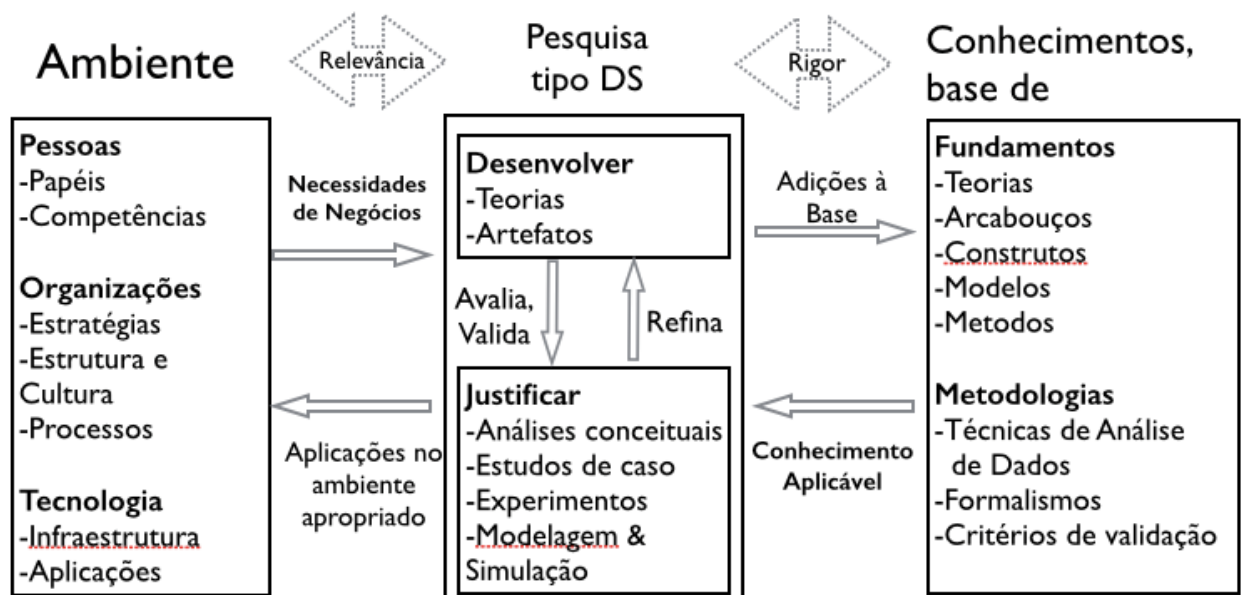 Ambiente
Relevância
Pesquisa
tipo DS
Rigor
Conhecimentos,
base de
Pessoas
-Papéis
-Competências
Organizações
-Estratégias
-Estrutura e
Cultura
-Processos
Tecnologia
-Infraestrutura
-Aplicações
Necessidades
de Negócios
Aplicações no
ambiente
apropriado
Desenvolver
-Teorias
-Artefatos
Avalia,
Valida
Refina
Justificar
-Análises conceituais
-Estudos de caso
-Experimentos
-Modelagem &
Simulação
Adições à
Base
Conhecimento
Aplicável
Fundamentos
-Teorias
-Arcabouços
-Construtos
-Modelos
-Metodos
Metodologias
-Técnicas de Análise
de Dados
-Formalismos
-Critérios de validação